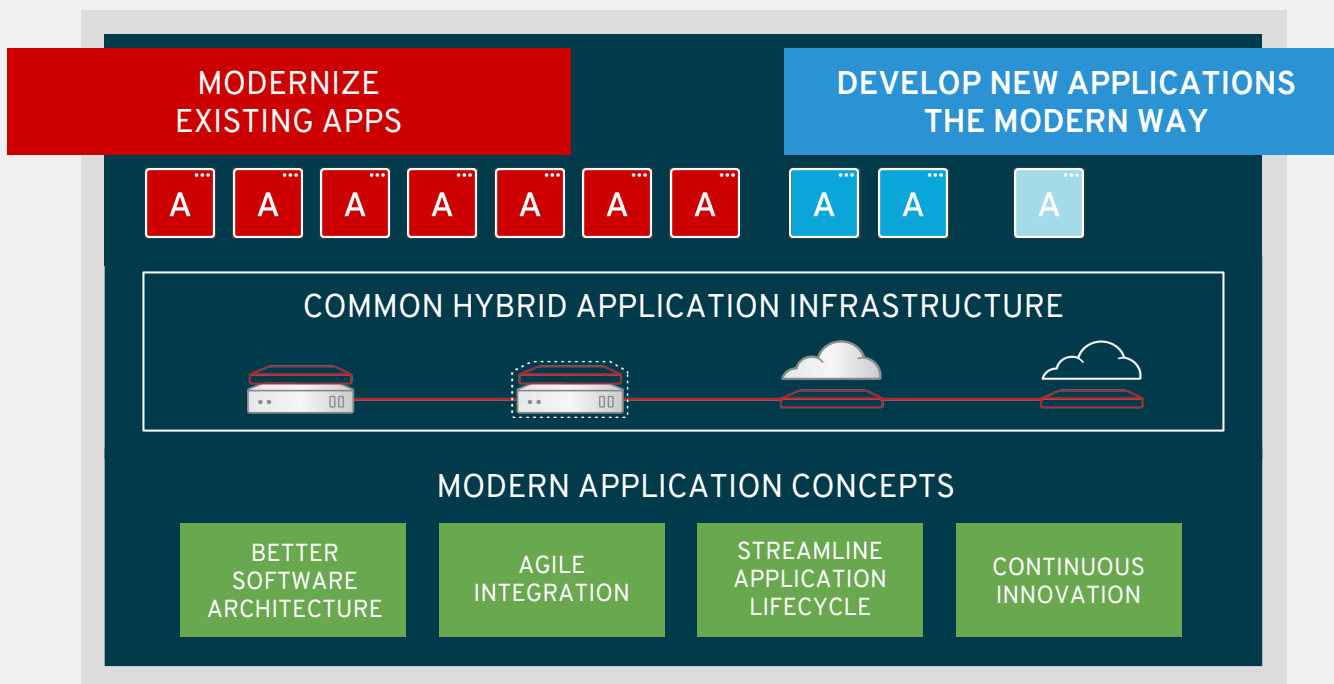 MODERNIZE
EXISTING APPS
DEVELOP NEW APPLICATIONS
THE MODERN WAY
A A A A A A A A A A
COMMON HYBRID APPLICATION INFRASTRUCTURE
MODERN APPLICATION CONCEPTS
BETTER
SOFTWARE
ARCHITECTURE
AGILE
INTEGRATION
STREAMLINE
APPLICATION
LIFECYCLE
CONTINUOUS
INNOVATION